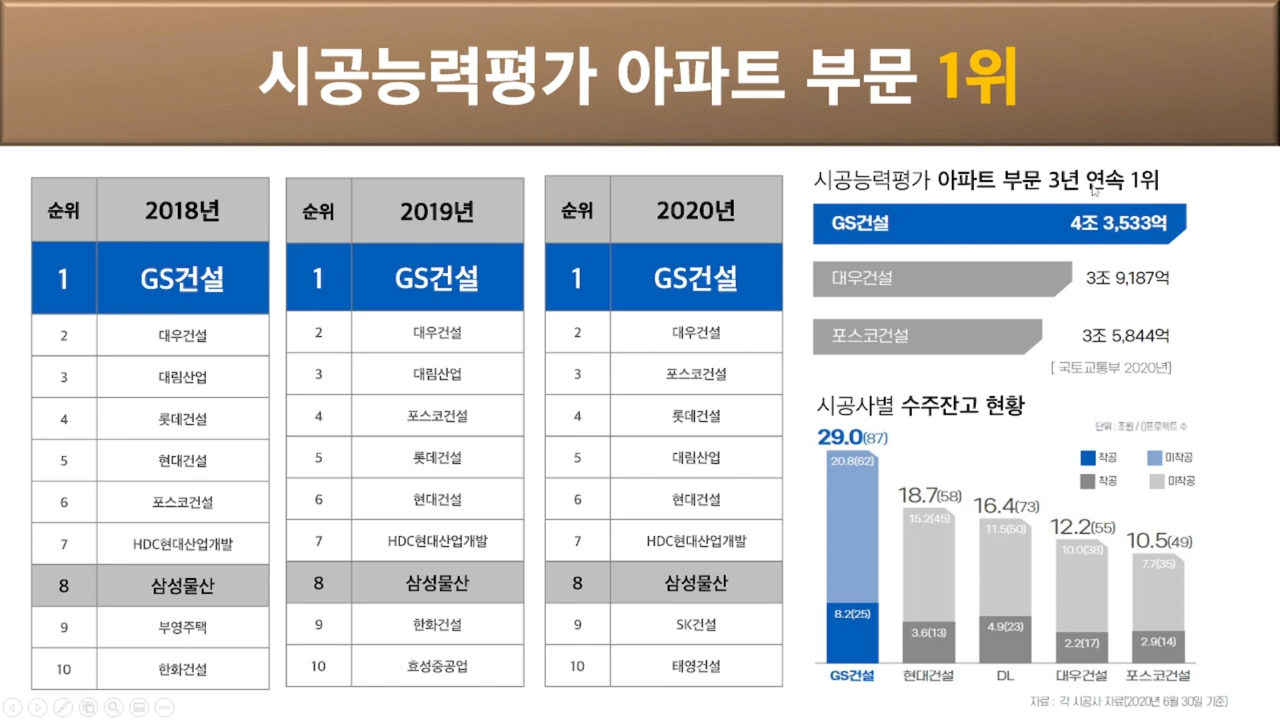 시공능력평가 아파트 부문 1위
순위 2018년
1 GS건설
2 대우건설
3 대림산업
4 롯데건설
5 현대건설
6 포스코건설
7 HDC현대산업개발
8 삼성물산
9 부영주택
10 한화건설
순위 2019년
1 GS건설
2 대우건설
3 대림산업
4 포스코건설
5 롯데건설
6 현대건설
7 HDC현대산업개발
8 삼성물산
9 한화건설
10 효성중공업
순위 2020년
1 GS건설
2 대우건설
3 포스코건설
4 롯데건설
5 대림산업
6 현대건설
7 HDC현대산업개발
8 삼성물산
9 SK건설
10 태영건설
시공능력평가 아파트 부문 3년 연속 1위
GS건설 4조 3,533억
대우건설 3조 9,187억
포스코건설 3조 5,844억
[ 국토교통부 2020년]
시공사별 수주잔고 현황
단위 : 조원 / ()프로젝트 수
착공 미착공
착공 미착공
29.0(87)
20.8(62)
8.2(25)
GS건설
18.7(58)
15.2(45)
3.6(13)
현대건설
16.4(73)
11.5(50)
4.9(23)
DL
12.2(55)
10.0(38)
2.2(17)
대우건설
10.5(49)
7.7(35)
2.9(14)
포스코건설
자료 : 각 시공사 자료(2020년 6월 30일 기준)